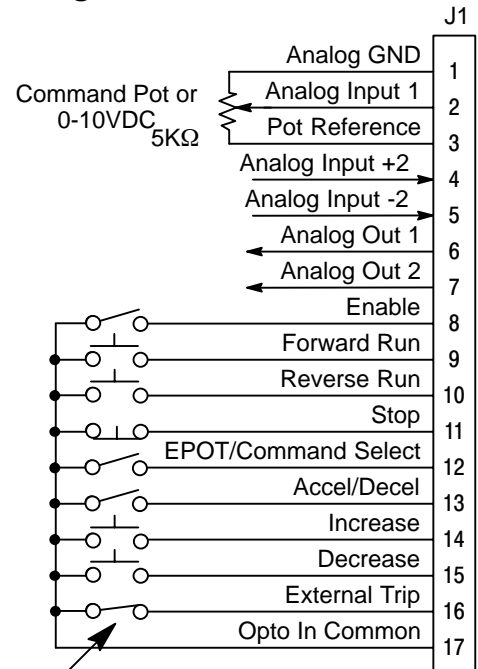 J1
Analog GND 1
Command Pot or
0-10VDC
5KΩ
Analog Input 1 2
Pot Reference 3
Analog Input +2 4
Analog Input -2 5
Analog Out 1 6
Analog Out 2 7
Enable 8
Forward Run 9
Reverse Run 10
Stop 11
EPOT/Command Select 12
Accel/Decel 13
Increase 14
Decrease 15
External Trip 16
Opto In Common 17